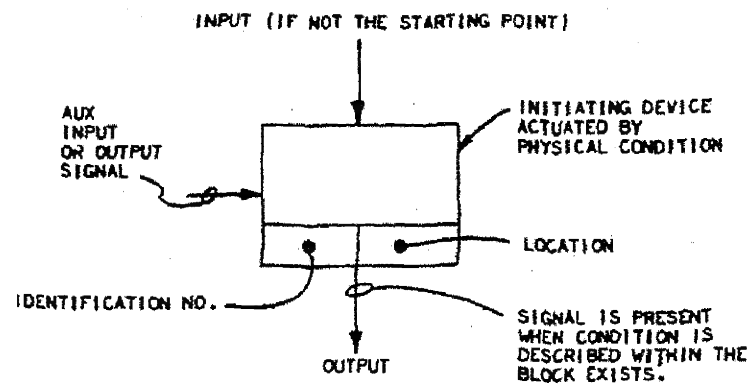 INPUT (IF NOT THE STARTING POINT)
AUX
INPUT
OR OUTPUT
SIGNAL
INITIATING DEVICE
ACTUATED BY
PHYSICAL CONDITION
LOCATION
IDENTIFICATION NO.
SIGNAL IS PRESENT
WHEN CONDITION IS
DESCRIBED WITHIN THE
BLOCK EXISTS.
OUTPUT